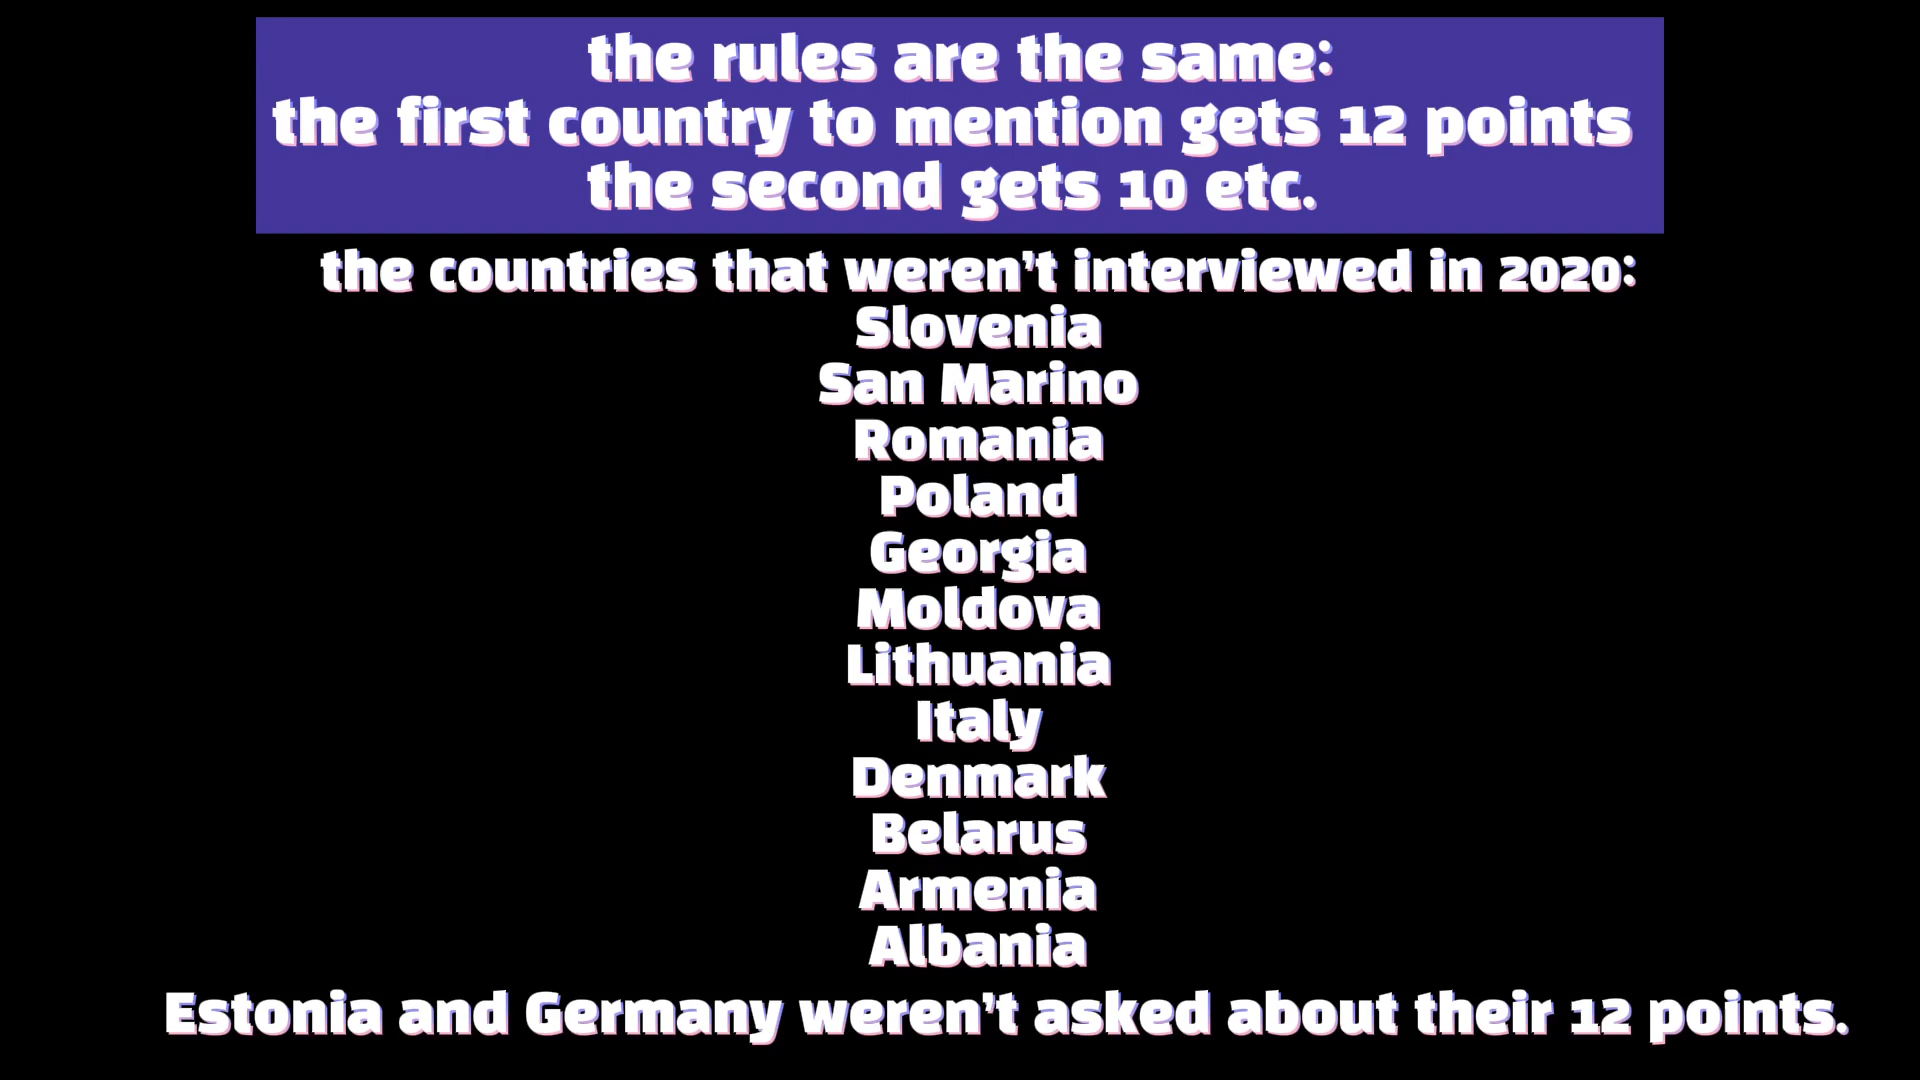 the rules are the same:
the first country to mention gets 12 points
the second gets 10 etc.
the countries that weren't interviewed in 2020:
Slovenia
San Marino
Romania
Poland
Georgia
Moldova
Lithuania
Italy
Denmark
Belarus
Armenia
Albania
Estonia and Germany weren't asked about their 12 points.